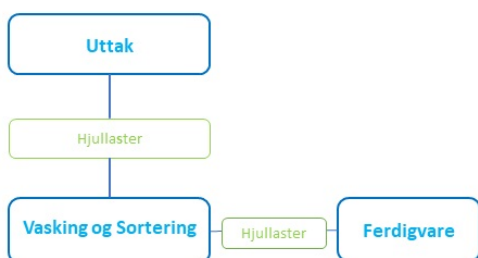 Uttak
Hjullaster
Vasking og Sortering
Hjullaster
Ferdigvare